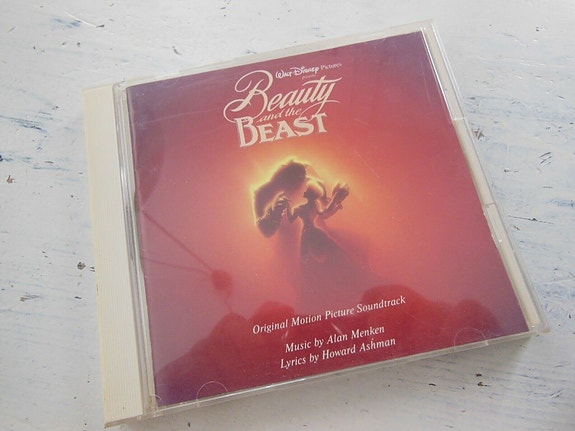 Walt Disney Pictures
presents
Beauty
and the
BEAST
Original Motion Picture Soundtrack
Music by Alan Menken
Lyrics by Howard Ashman